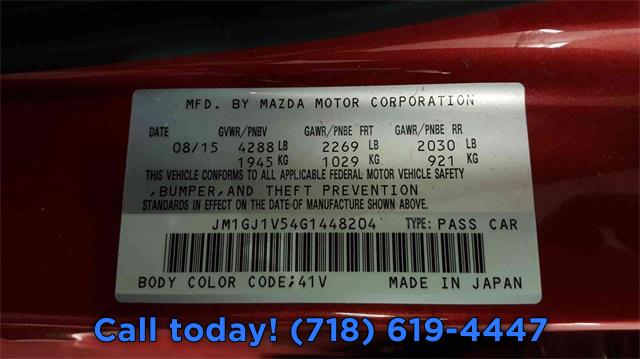 MFD. BY MAZDA MOTOR CORPORATION
DATE GVWR/PNBV GAWR/PNBE FRT GAWR/PNBE RR
08/15 4288 LB 2269 LB 2030 LB
1945 KG 1029 KG 921 KG
THIS VEHICLE CONFORMS TO ALL APPLICABLE FEDERAL MOTOR VEHICLE SAFETY
,BUMPER,AND THEFT PREVENTION
STANDARDS IN EFFECT ON THE DATE OF MANUFACTURE SHOWN ABOVE.
JM1GJ1V54G1448204 TYPE: PASS CAR
BODY COLOR CODE;41V MADE IN JAPAN
Call today! (718) 619-4447